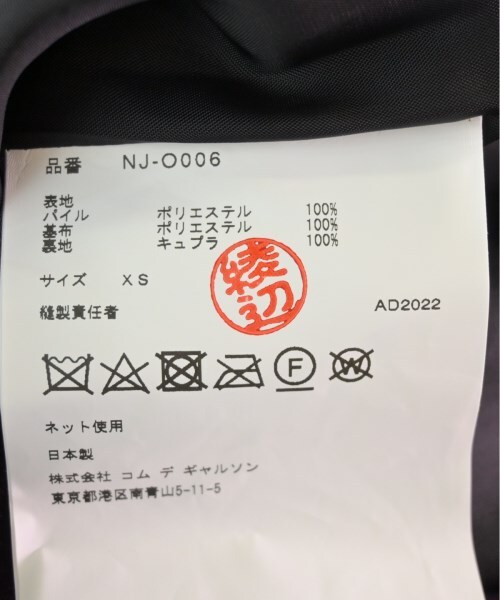 品番 NJ-O006
表地
パイル ポリエステル 100%
基布 ポリエステル 100%
裏地 キュプラ 100%
サイズ XS
綾辺
縫製責任者 AD2022
F W
ネット使用
日本製
株式会社 コム デ ギャルソン
東京都港区南青山5-11-5